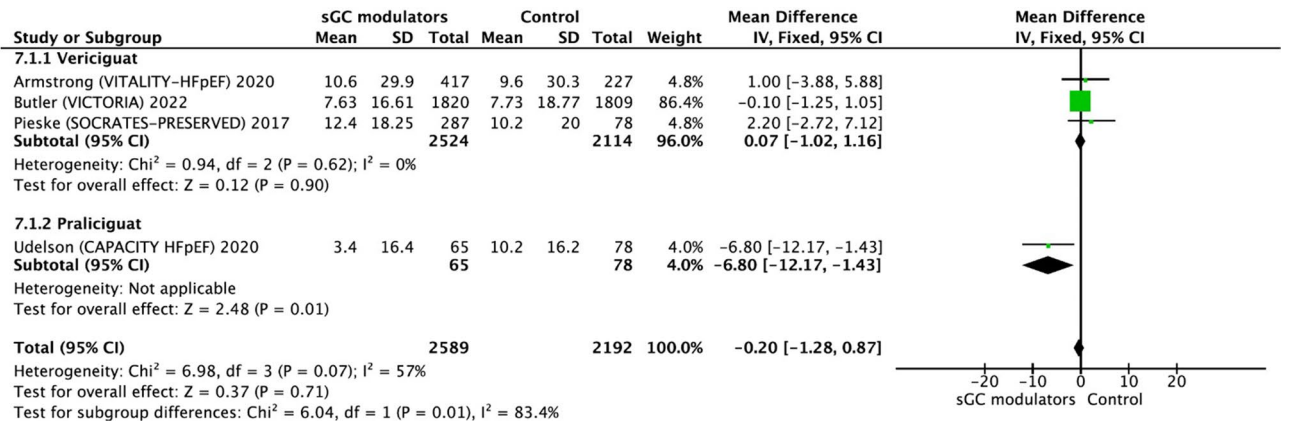 sGC modulators Control Mean Difference Mean Difference
Study or Subgroup Mean SD Total Mean SD Total Weight IV, Fixed, 95% CI IV, Fixed, 95% CI
7.1.1 Vericiguat
Armstrong (VITALITY-HFpEF) 2020 10.6 29.9 417 9.6 30.3 227 4.8% 1.00 [-3.88, 5.88]
Butler (VICTORIA) 2022 7.63 16.61 1820 7.73 18.77 1809 86.4% -0.10 [-1.25, 1.05]
Pieske (SOCRATES-PRESERVED) 2017 12.4 18.25 287 10.2 20 78 4.8% 2.20 [-2.72, 7.12]
Subtotal (95% CI) 2524 2114 96.0% 0.07 [-1.02, 1.16]
Heterogeneity: Chi² = 0.94, df = 2 (P = 0.62); I² = 0%
Test for overall effect: Z = 0.12 (P = 0.90)
7.1.2 Praliciguat
Udelson (CAPACITY HFpEF) 2020 3.4 16.4 65 10.2 16.2 78 4.0% -6.80 [-12.17, -1.43]
Subtotal (95% CI) 65 78 4.0% -6.80 [-12.17, -1.43]
Heterogeneity: Not applicable
Test for overall effect: Z = 2.48 (P = 0.01)
Total (95% CI) 2589 2192 100.0% -0.20 [-1.28, 0.87]
Heterogeneity: Chi² = 6.98, df = 3 (P = 0.07); I² = 57%
Test for overall effect: Z = 0.37 (P = 0.71)
Test for subgroup differences: Chi² = 6.04, df = 1 (P = 0.01), I² = 83.4%
-20 -10 0 10 20
sGC modulators Control